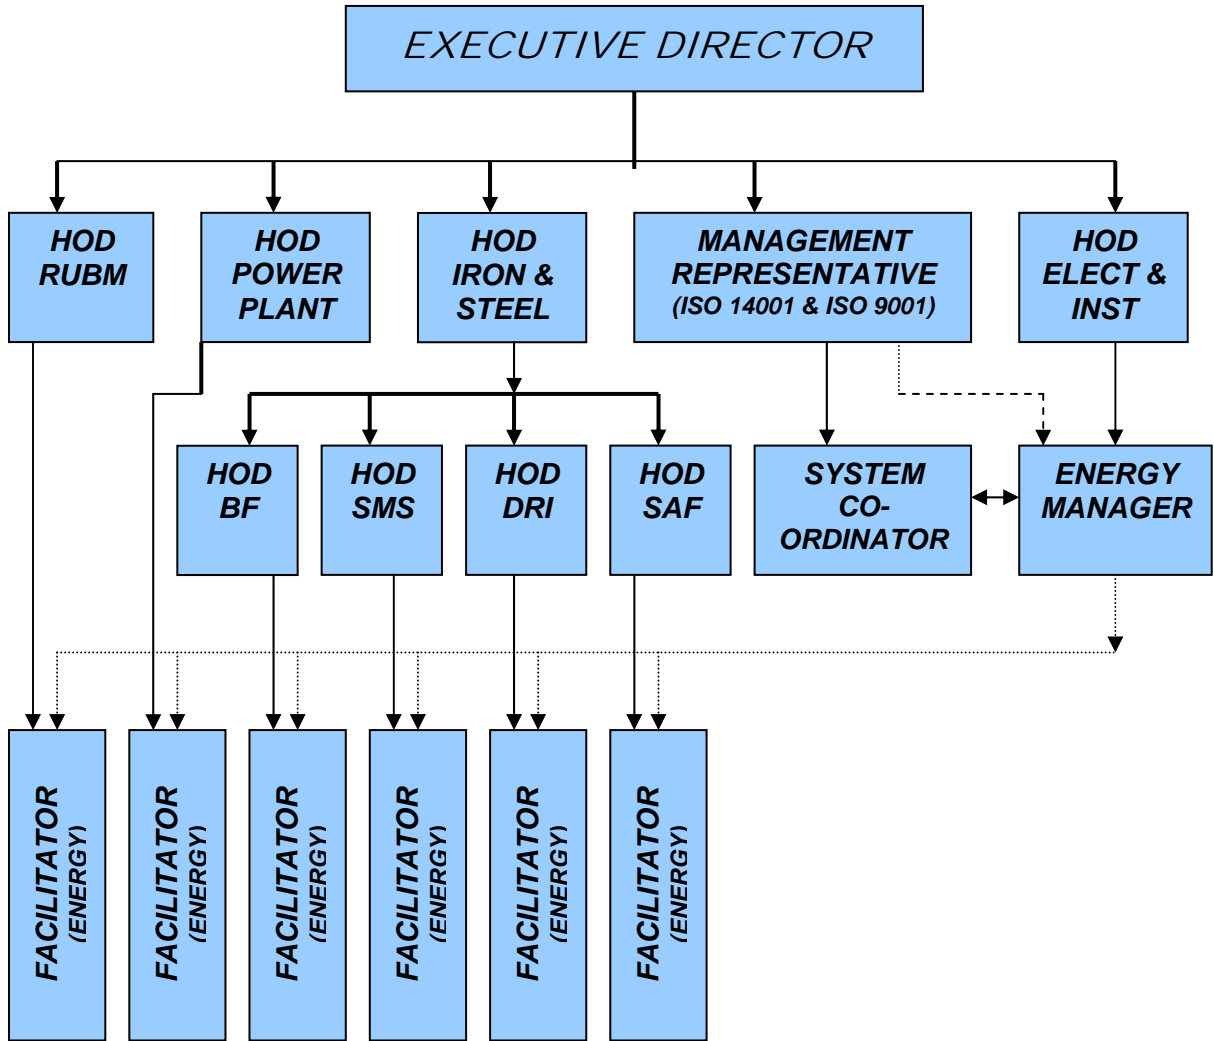 EXECUTIVE DIRECTOR
HOD
RUBM
HOD
POWER
PLANT
HOD
IRON &
STEEL
MANAGEMENT
REPRESENTATIVE
(ISO 14001 & ISO 9001)
HOD
ELECT &
INST
HOD
BF
HOD
SMS
HOD
DRI
HOD
SAF
SYSTEM
CO-
ORDINATOR
ENERGY
MANAGER
FACILITATOR
(ENERGY)
FACILITATOR
(ENERGY)
FACILITATOR
(ENERGY)
FACILITATOR
(ENERGY)
FACILITATOR
(ENERGY)
FACILITATOR
(ENERGY)